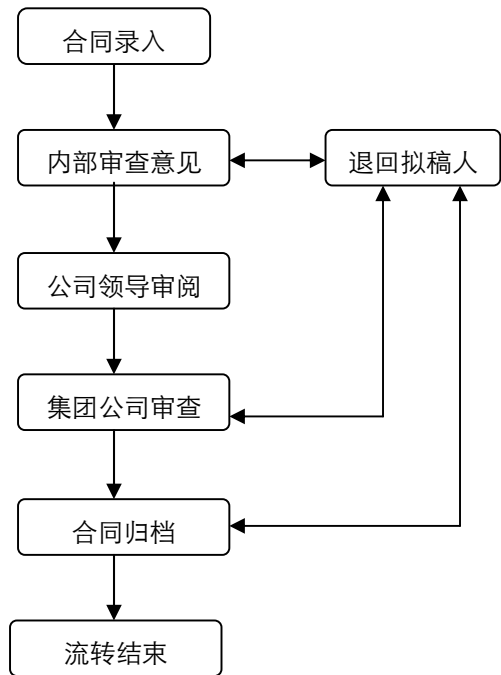 合同录入
内部审查意见
退回拟稿人
公司领导审阅
集团公司审查
合同归档
流转结束